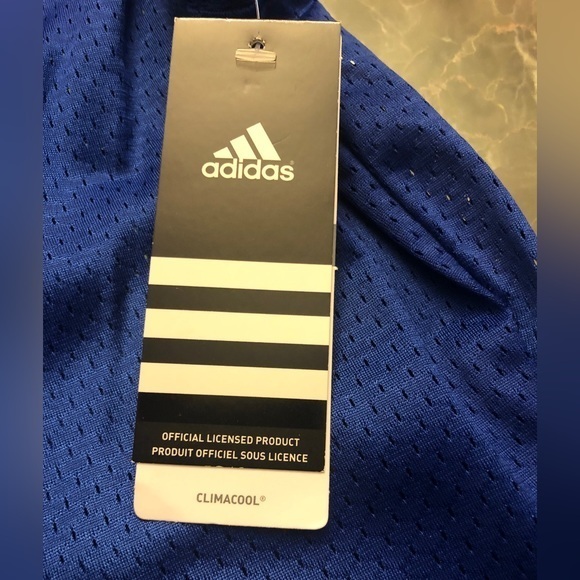 adidas®
OFFICIAL LICENSED PRODUCT
PRODUIT OFFICIEL SOUS LICENCE
CLIMACOOL®